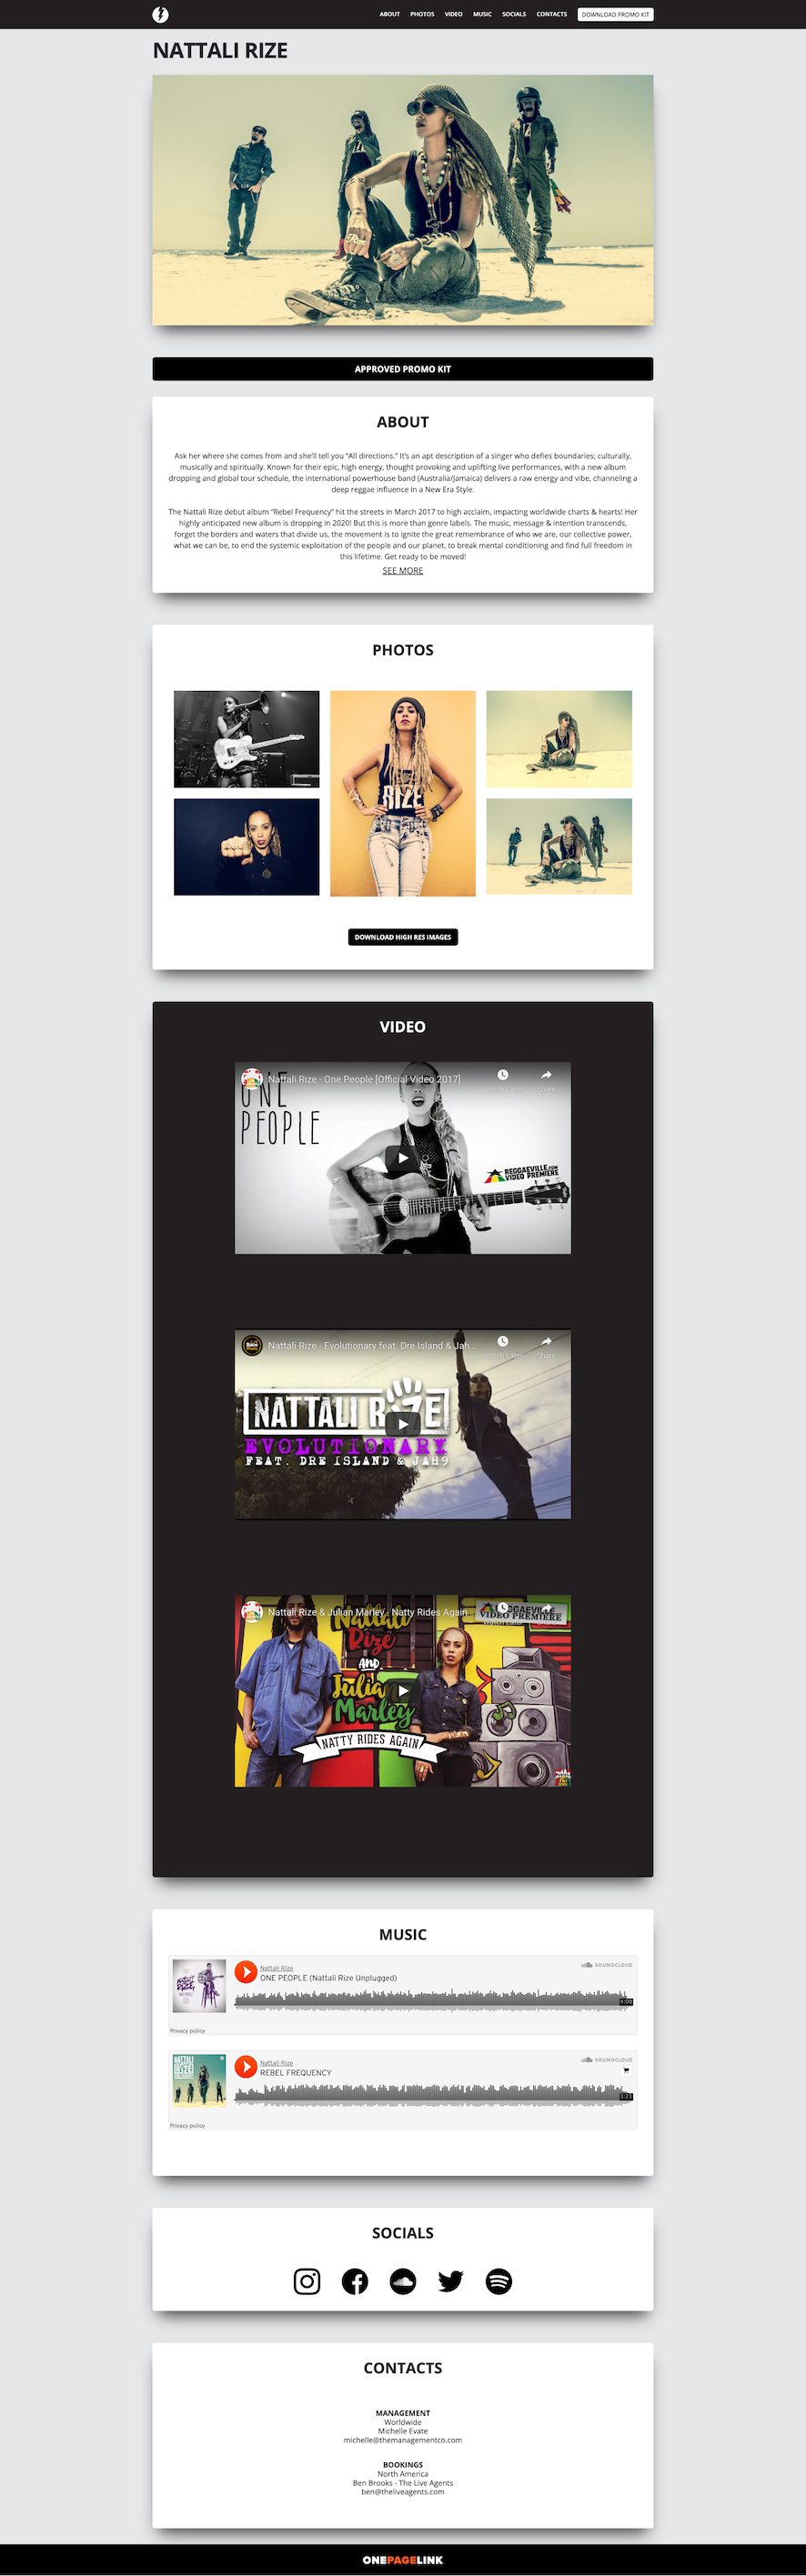 ABOUT PHOTOS VIDEO MUSIC SOCIALS CONTACTS DOWNLOAD PROMO KIT
NATTALI RIZE
APPROVED PROMO KIT
ABOUT
Ask her where she comes from and she'll tell you "All directions." It's an apt description of a singer who defies boundaries; culturally,
musically and spiritually. Known for their epic, high energy, thought provoking and uplifting live performances, with a new album
dropping and global tour schedule, the international powerhouse band (Australia/Jamaica) delivers a raw energy and vibe, channeling a
deep reggae influence in a New Era Style.
The Nattali Rize debut album "Rebel Frequency" hit the streets in March 2017 to high acclaim, impacting worldwide charts & hearts! Her
highly anticipated new album is dropping in 2020! But this is more than genre labels. The music, message & intention transcends,
forget the borders and waters that divide us, the movement is to ignite the great remembrance of who we are, our collective power,
what we can be, to end the systemic exploitation of the people and our planet, to break mental conditioning and find full freedom in
this lifetime. Get ready to be moved!
SEE MORE
PHOTOS
RIZE
DOWNLOAD HIGH RES IMAGES
VIDEO
Nattali Rize - One People [Official Video 2017]
Watch Later Share
ONE
PEOPLE
REGGAEVILLE.COM
VIDEO PREMIERE
Nattali Rize - Evolutionary feat. Dre Island & Jah...
Watch Later Share
NATTALI RIZE
EVOLUTIONARY
FEAT. DRE ISLAND & JAH9
Nattali Rize & Julian Marley - Natty Rides Again
REGGAEVILLE
VIDEO PREMIERE
Nattali
Rize
AND
Julian
Marley
NATTY RIDES AGAIN
MUSIC
Nattali Rize
SOUNDCLOUD
ONE PEOPLE (Nattali Rize Unplugged)
4:00
Privacy policy
Nattali Rize
SOUNDCLOUD
REBEL FREQUENCY
NATTALI
RIZE
3:21
Privacy policy
SOCIALS
CONTACTS
MANAGEMENT
Worldwide
Michelle Evate
michelle@themanagementco.com
BOOKINGS
North America
Ben Brooks - The Live Agents
ben@theliveagents.com
ONEPAGELINK